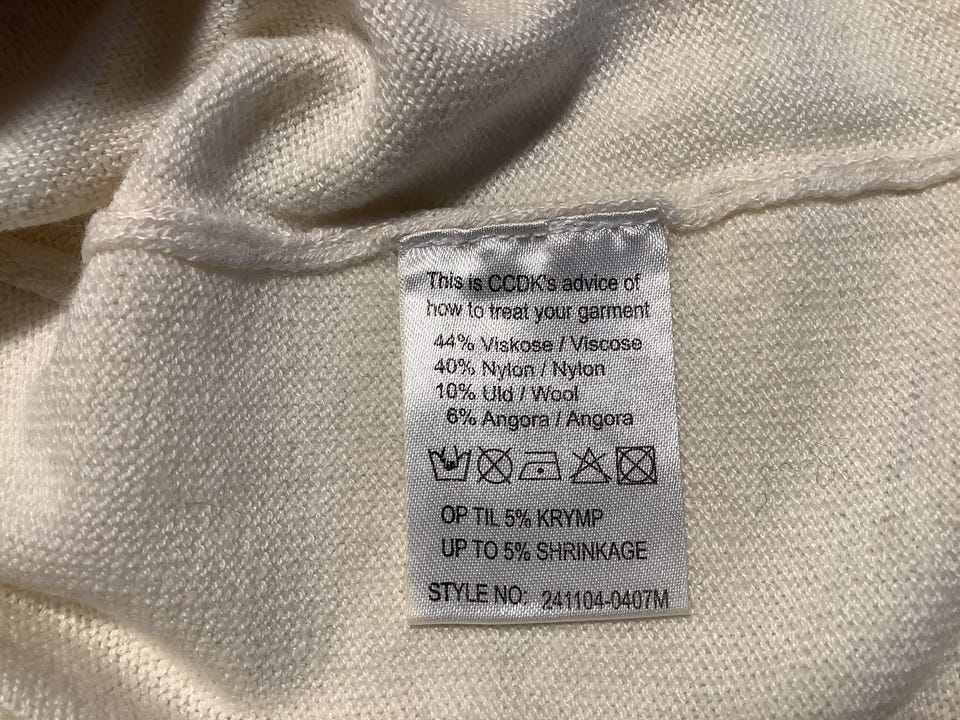 This is CCDK's advice of
how to treat your garment
44% Viskose / Viscose
40% Nylon / Nylon
10% Uld / Wool
6% Angora / Angora
OP TIL 5% KRYMP
UP TO 5% SHRINKAGE
STYLE NO: 241104-0407M